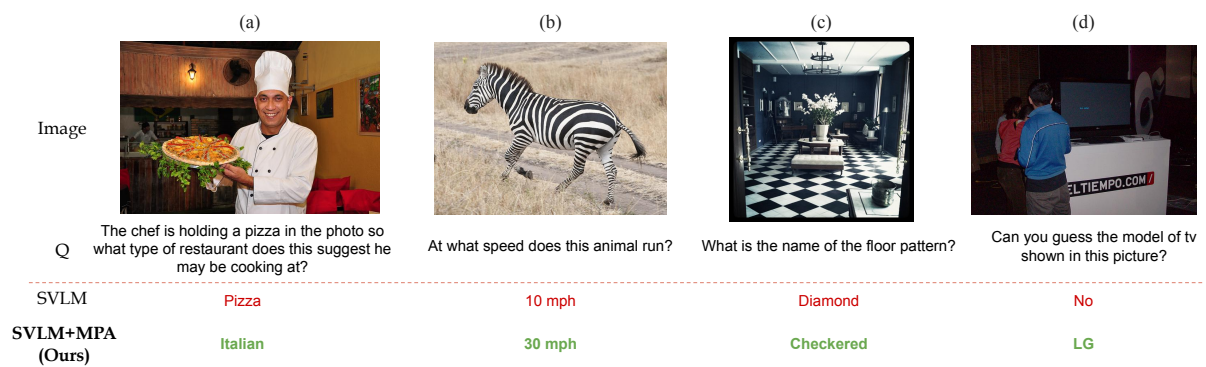 (a)
(b)
(c)
(d)
Image
ELTIEMPO.COM/
Q
The chef is holding a pizza in the photo so
what type of restaurant does this suggest he
may be cooking at?
At what speed does this animal run?
What is the name of the floor pattern?
Can you guess the model of tv
shown in this picture?
SVLM
Pizza
10 mph
Diamond
No
SVLM+MPA
(Ours)
Italian
30 mph
Checkered
LG